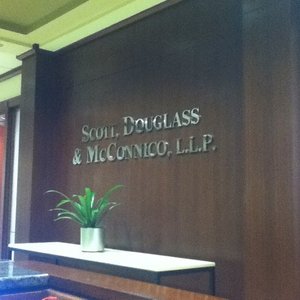 Scott, Douglass
& McConnico, L.L.P.